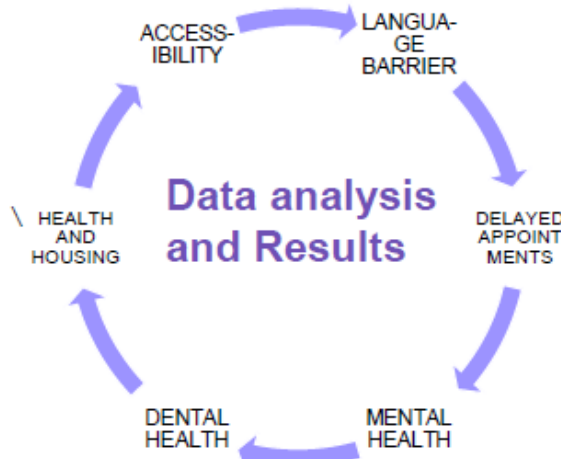 ACCESS-
IBILITY
LANGUA-
GE
BARRIER
Data analysis
and Results
\ HEALTH
AND
HOUSING
DELAYED
APPOINT
MENTS
DENTAL
HEALTH
MENTAL
HEALTH